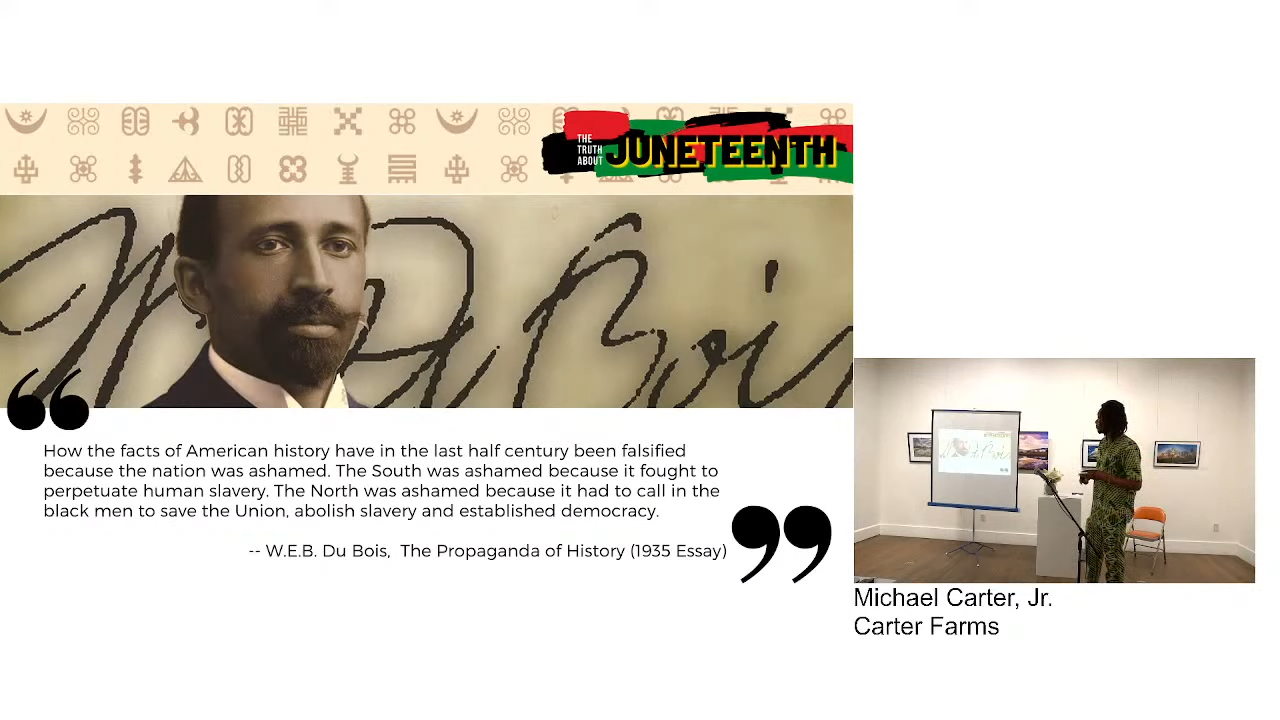 THE
TRUTH
ABOUT
JUNETEENTH
W. E. B. Du Bois
“
How the facts of American history have in the last half century been falsified
because the nation was ashamed. The South was ashamed because it fought to
perpetuate human slavery. The North was ashamed because it had to call in the
black men to save the Union, abolish slavery and established democracy.
-- W.E.B. Du Bois, The Propaganda of History (1935 Essay)
”
Michael Carter, Jr.
Carter Farms